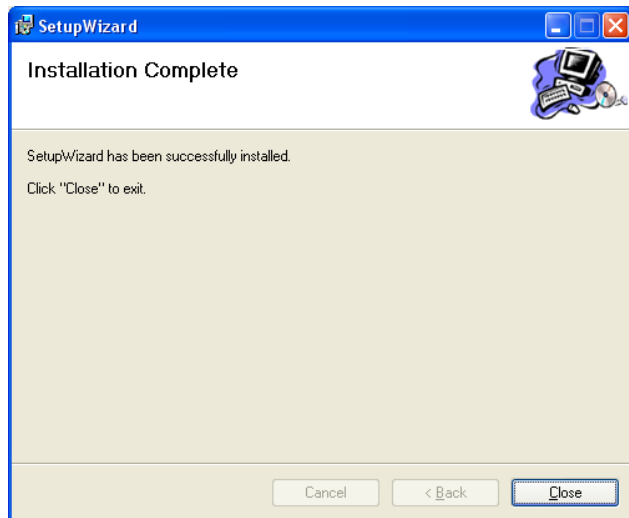 SetupWizard
Installation Complete
SetupWizard has been successfully installed.
Click "Close" to exit.
Cancel
< Back
Close